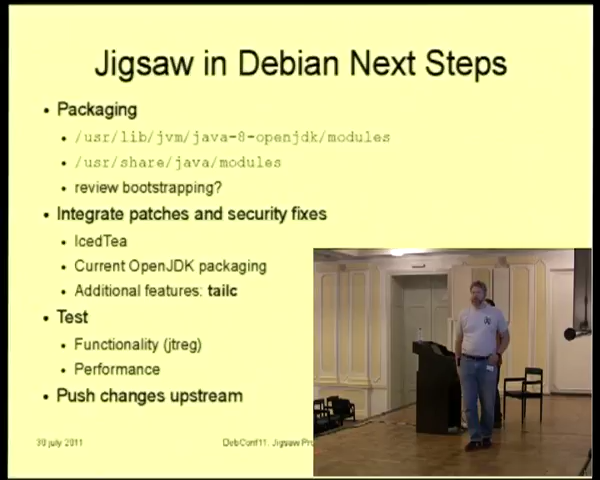 Jigsaw in Debian Next Steps
• Packaging
• /usr/lib/jvm/java-8-openjdk/modules
• /usr/share/java/modules
• review bootstrapping?
• Integrate patches and security fixes
• IcedTea
• Current OpenJDK packaging
• Additional features: tailc
• Test
• Functionality (jtreg)
• Performance
• Push changes upstream
30 july 2011
DebConf11: Jigsaw